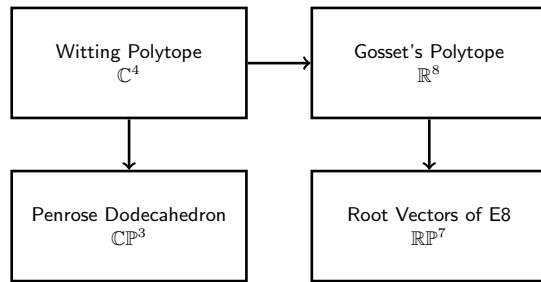 Witting Polytope
ℂ⁴
Gosset's Polytope
ℝ⁸
Penrose Dodecahedron
ℂℙ³
Root Vectors of E8
ℝℙ⁷